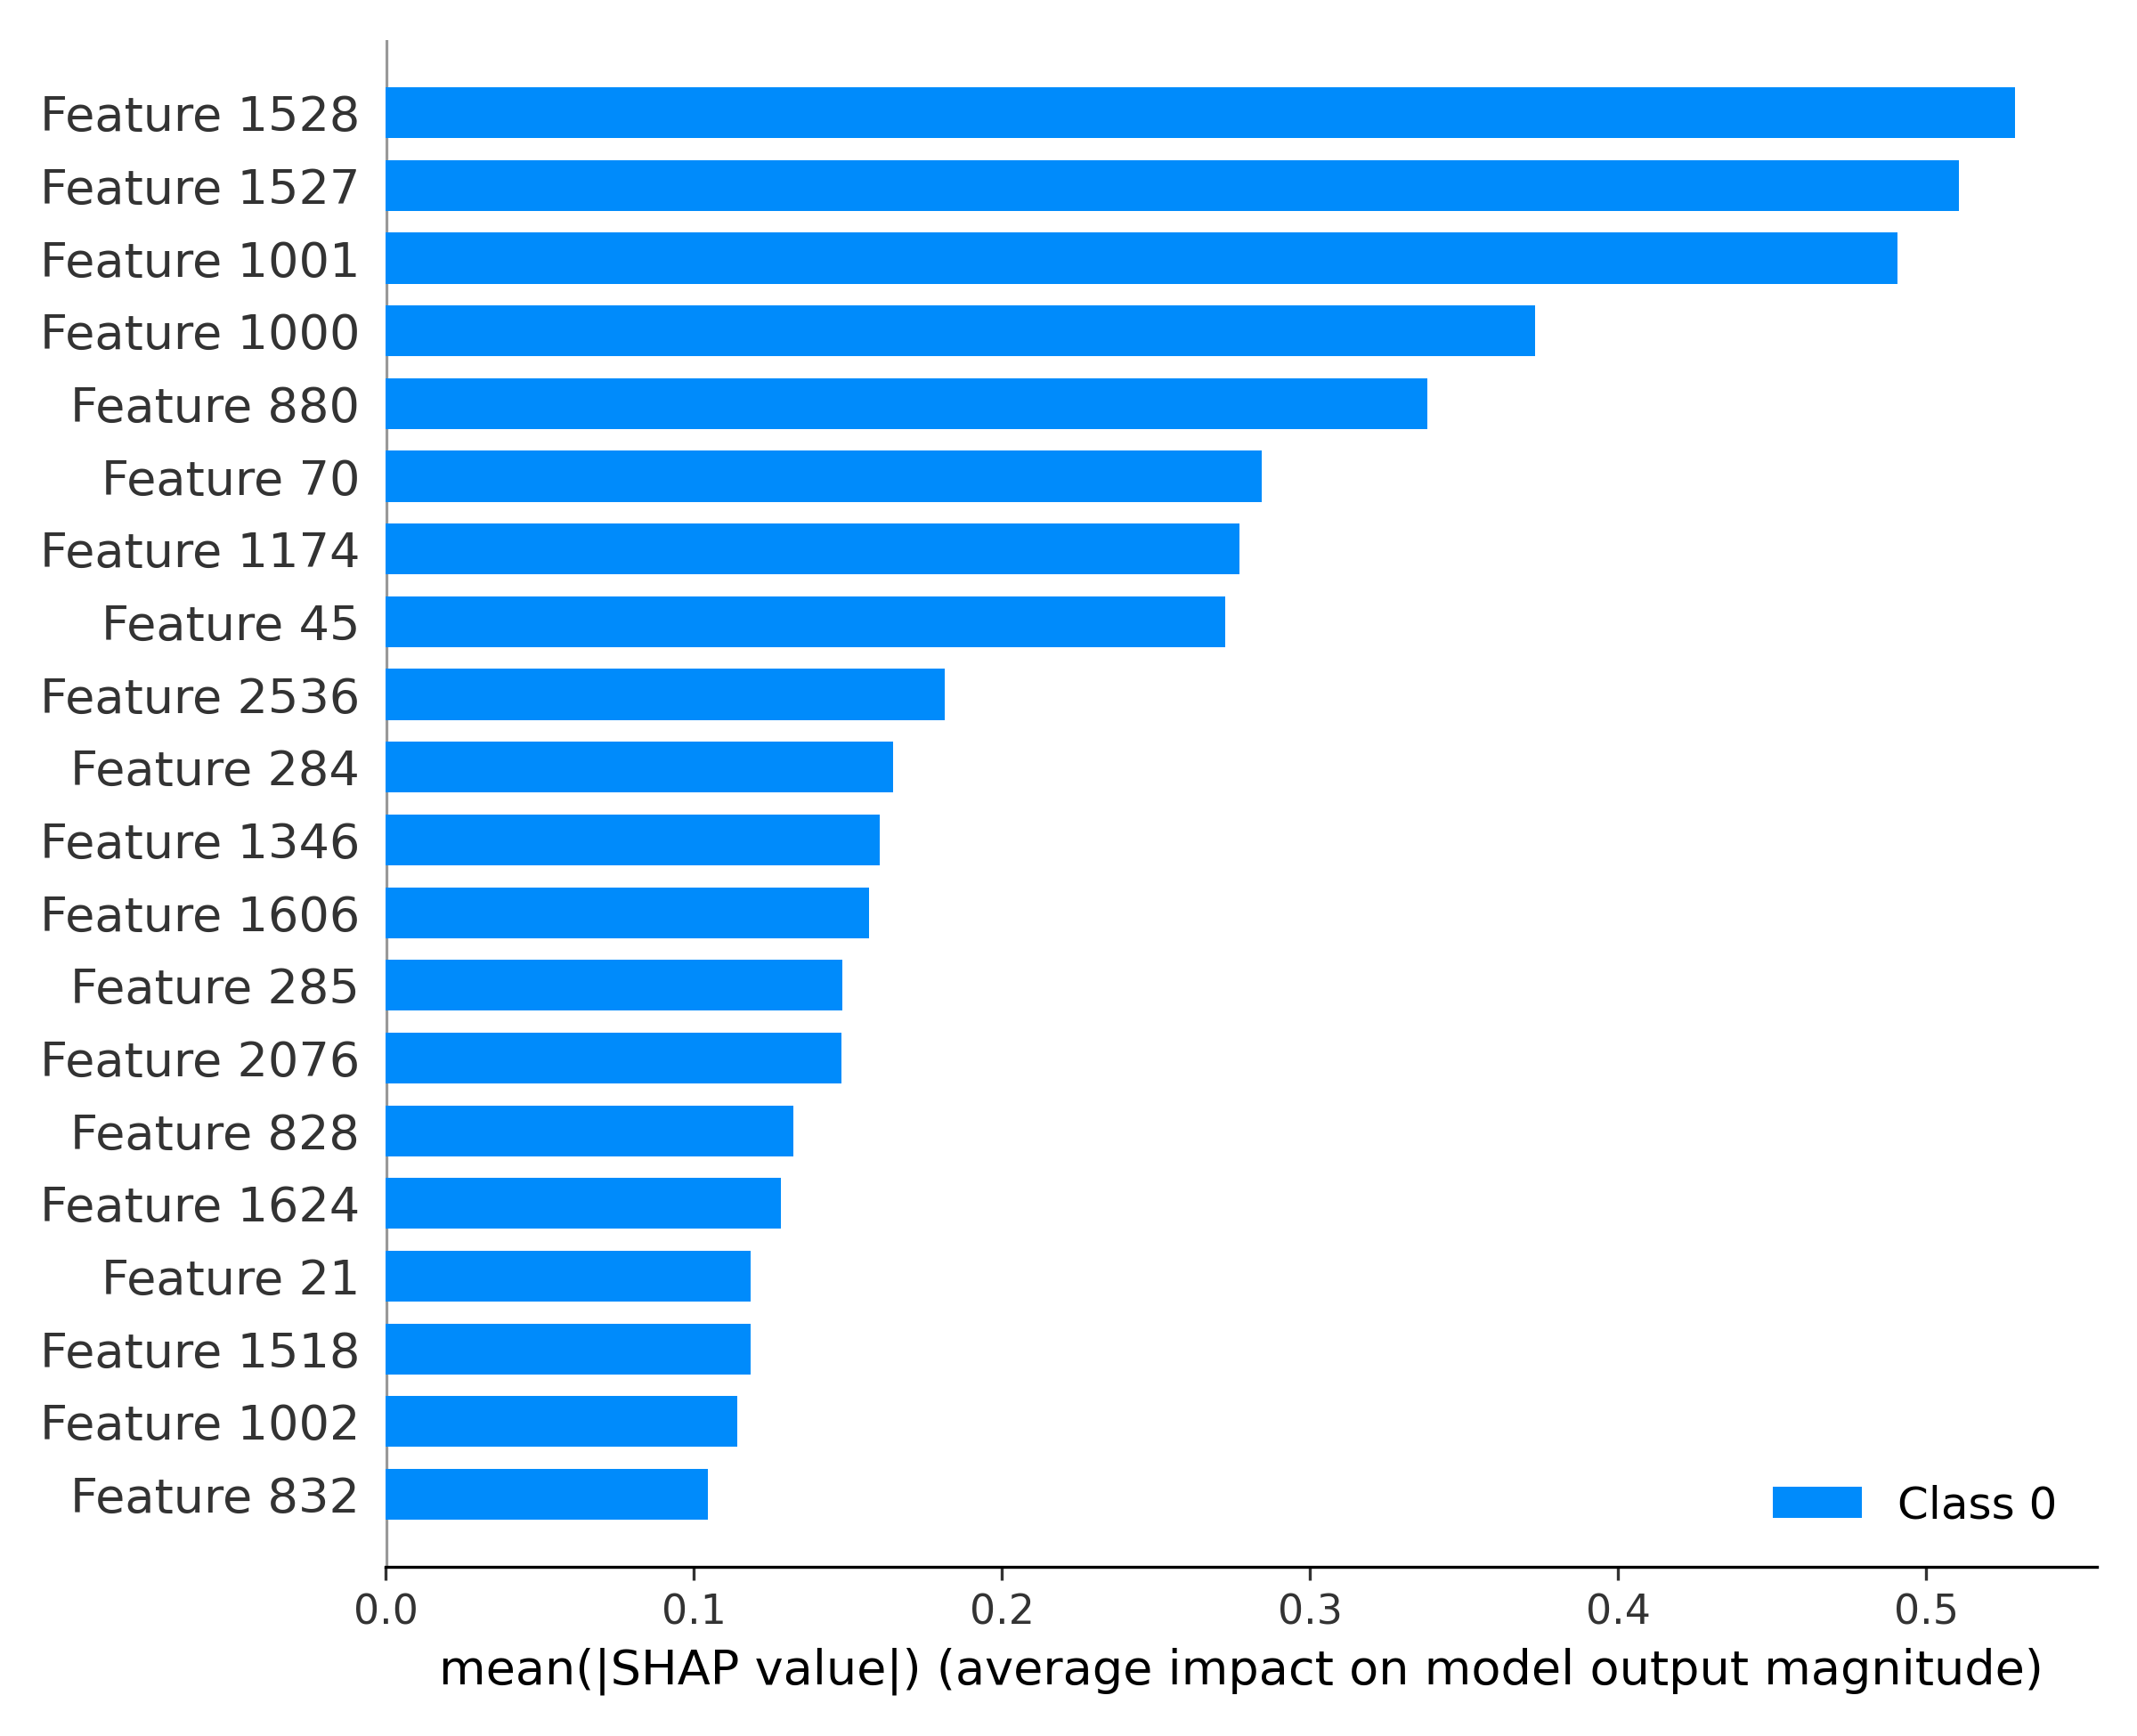 Feature 1528
Feature 1527
Feature 1001
Feature 1000
Feature 880
Feature 70
Feature 1174
Feature 45
Feature 2536
Feature 284
Feature 1346
Feature 1606
Feature 285
Feature 2076
Feature 828
Feature 1624
Feature 21
Feature 1518
Feature 1002
Feature 832
Class 0
0.0 0.1 0.2 0.3 0.4 0.5
mean(|SHAP value|) (average impact on model output magnitude)